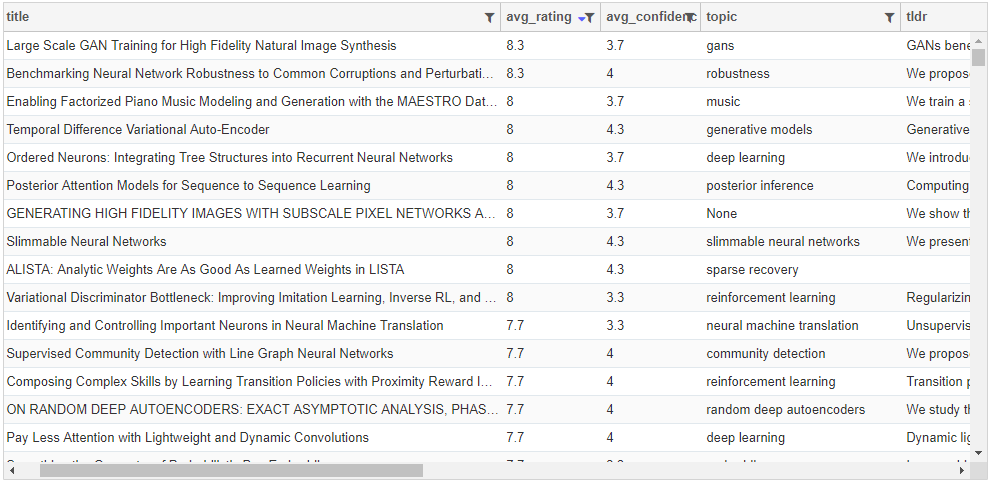 title avg_rating avg_confidenc topic tldr
Large Scale GAN Training for High Fidelity Natural Image Synthesis 8.3 3.7 gans GANs bene
Benchmarking Neural Network Robustness to Common Corruptions and Perturbati... 8.3 4 robustness We propos
Enabling Factorized Piano Music Modeling and Generation with the MAESTRO Dat... 8 3.7 music We train a
Temporal Difference Variational Auto-Encoder 8 4.3 generative models Generative
Ordered Neurons: Integrating Tree Structures into Recurrent Neural Networks 8 3.7 deep learning We introdu
Posterior Attention Models for Sequence to Sequence Learning 8 4.3 posterior inference Computing
GENERATING HIGH FIDELITY IMAGES WITH SUBSCALE PIXEL NETWORKS A... 8 3.7 None We show th
Slimmable Neural Networks 8 4.3 slimmable neural networks We presen
ALISTA: Analytic Weights Are As Good As Learned Weights in LISTA 8 4.3 sparse recovery
Variational Discriminator Bottleneck: Improving Imitation Learning, Inverse RL, and ... 8 3.3 reinforcement learning Regularizin
Identifying and Controlling Important Neurons in Neural Machine Translation 7.7 3.3 neural machine translation Unsupervis
Supervised Community Detection with Line Graph Neural Networks 7.7 4 community detection We propos
Composing Complex Skills by Learning Transition Policies with Proximity Reward I... 7.7 4 reinforcement learning Transition p
ON RANDOM DEEP AUTOENCODERS: EXACT ASYMPTOTIC ANALYSIS, PHAS... 7.7 4 random deep autoencoders We study th
Pay Less Attention with Lightweight and Dynamic Convolutions 7.7 4 deep learning Dynamic lig